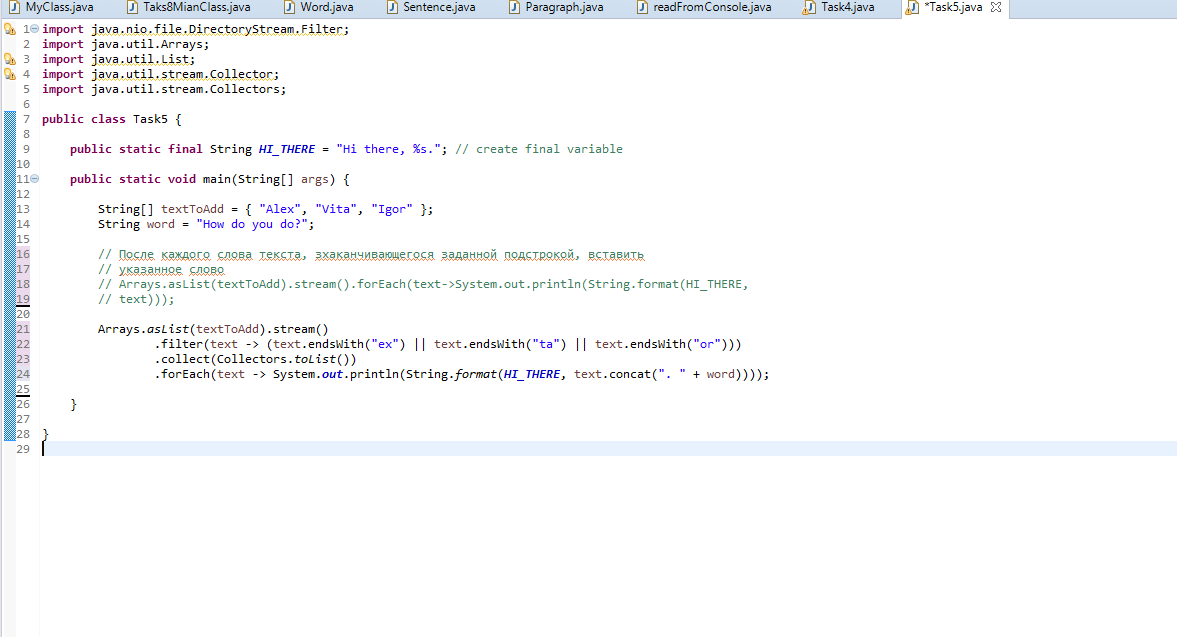 MyClass.java Taks8MianClass.java Word.java Sentence.java Paragraph.java readFromConsole.java Task4.java *Task5.java
1 import java.nio.file.DirectoryStream.Filter;
2 import java.util.Arrays;
3 import java.util.List;
4 import java.util.stream.Collector;
5 import java.util.stream.Collectors;
6
7 public class Task5 {
8
9 public static final String HI_THERE = "Hi there, %s."; // create final variable
10
11 public static void main(String[] args) {
12
13 String[] textToAdd = { "Alex", "Vita", "Igor" };
14 String word = "How do you do?";
15
16 // После каждого слова текста, зхаканчивающегося заданной подстрокой, вставить
17 // указанное слово
18 // Arrays.asList(textToAdd).stream().forEach(text->System.out.println(String.format(HI_THERE,
19 // text)));
20
21 Arrays.asList(textToAdd).stream()
22 .filter(text -> (text.endsWith("ex") || text.endsWith("ta") || text.endsWith("or")))
23 .collect(Collectors.toList())
24 .forEach(text -> System.out.println(String.format(HI_THERE, text.concat(". " + word))));
25
26 }
27
28 }
29